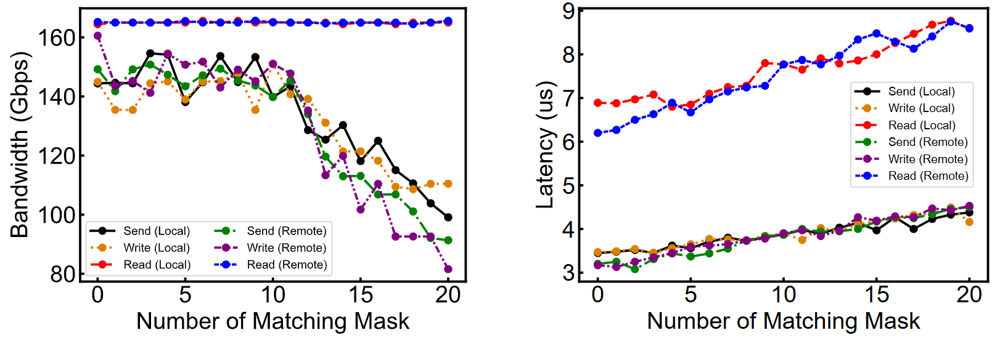 160
140
120
100
80
Bandwidth (Gbps)
Send (Local)
Write (Local)
Read (Local)
Send (Remote)
Write (Remote)
Read (Remote)
0 5 10 15 20
Number of Matching Mask
9
8
7
6
5
4
3
Latency (us)
Send (Local)
Write (Local)
Read (Local)
Send (Remote)
Write (Remote)
Read (Remote)
0 5 10 15 20
Number of Matching Mask